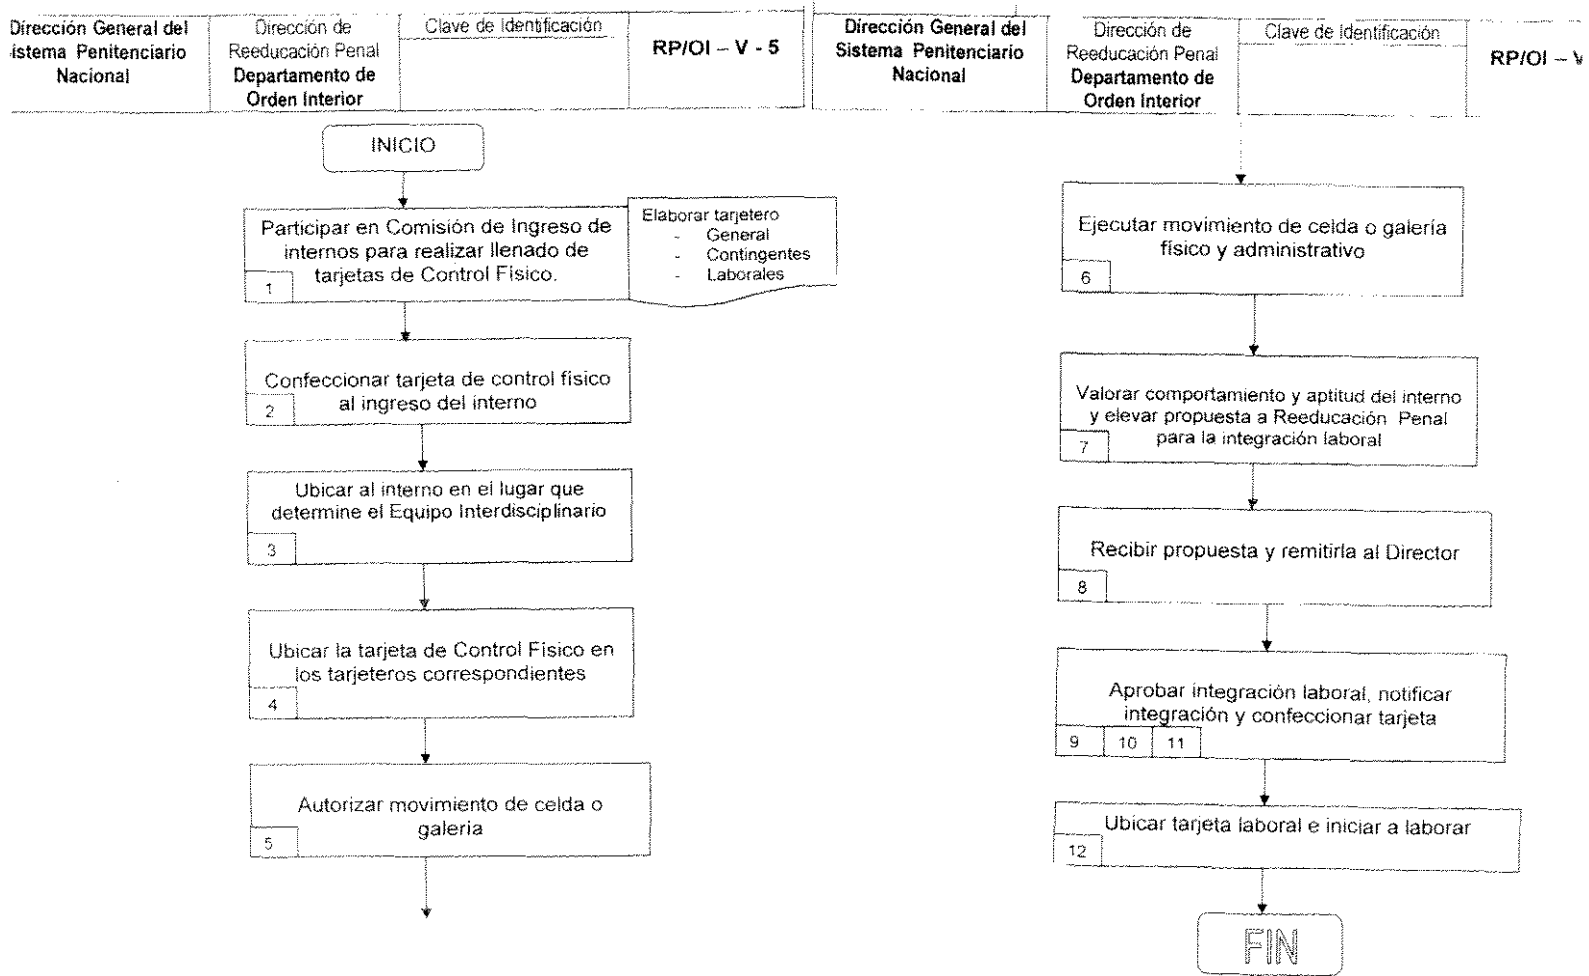 Dirección General del
Sistema Penitenciario
Nacional
Dirección de
Reeducación Penal
Departamento de
Orden Interior
Clave de Identificación
RP/OI – V - 5
INICIO
Participar en Comisión de Ingreso de
internos para realizar llenado de
tarjetas de Control Físico.
1
Elaborar tarjetero
- General
- Contingentes
- Laborales
Confeccionar tarjeta de control físico
al ingreso del interno
2
Ubicar al interno en el lugar que
determine el Equipo Interdisciplinario
3
Ubicar la tarjeta de Control Físico en
los tarjeteros correspondientes
4
Autorizar movimiento de celda o
galeria
5
Dirección General del
Sistema Penitenciario
Nacional
Dirección de
Reeducación Penal
Departamento de
Orden Interior
Clave de Identificación
RP/OI – V
Ejecutar movimiento de celda o galería
físico y administrativo
6
Valorar comportamiento y aptitud del interno
y elevar propuesta a Reeducación Penal
para la integración laboral
7
Recibir propuesta y remitirla al Director
8
Aprobar integración laboral, notificar
integración y confeccionar tarjeta
9 10 11
Ubicar tarjeta laboral e iniciar a laborar
12
FIN